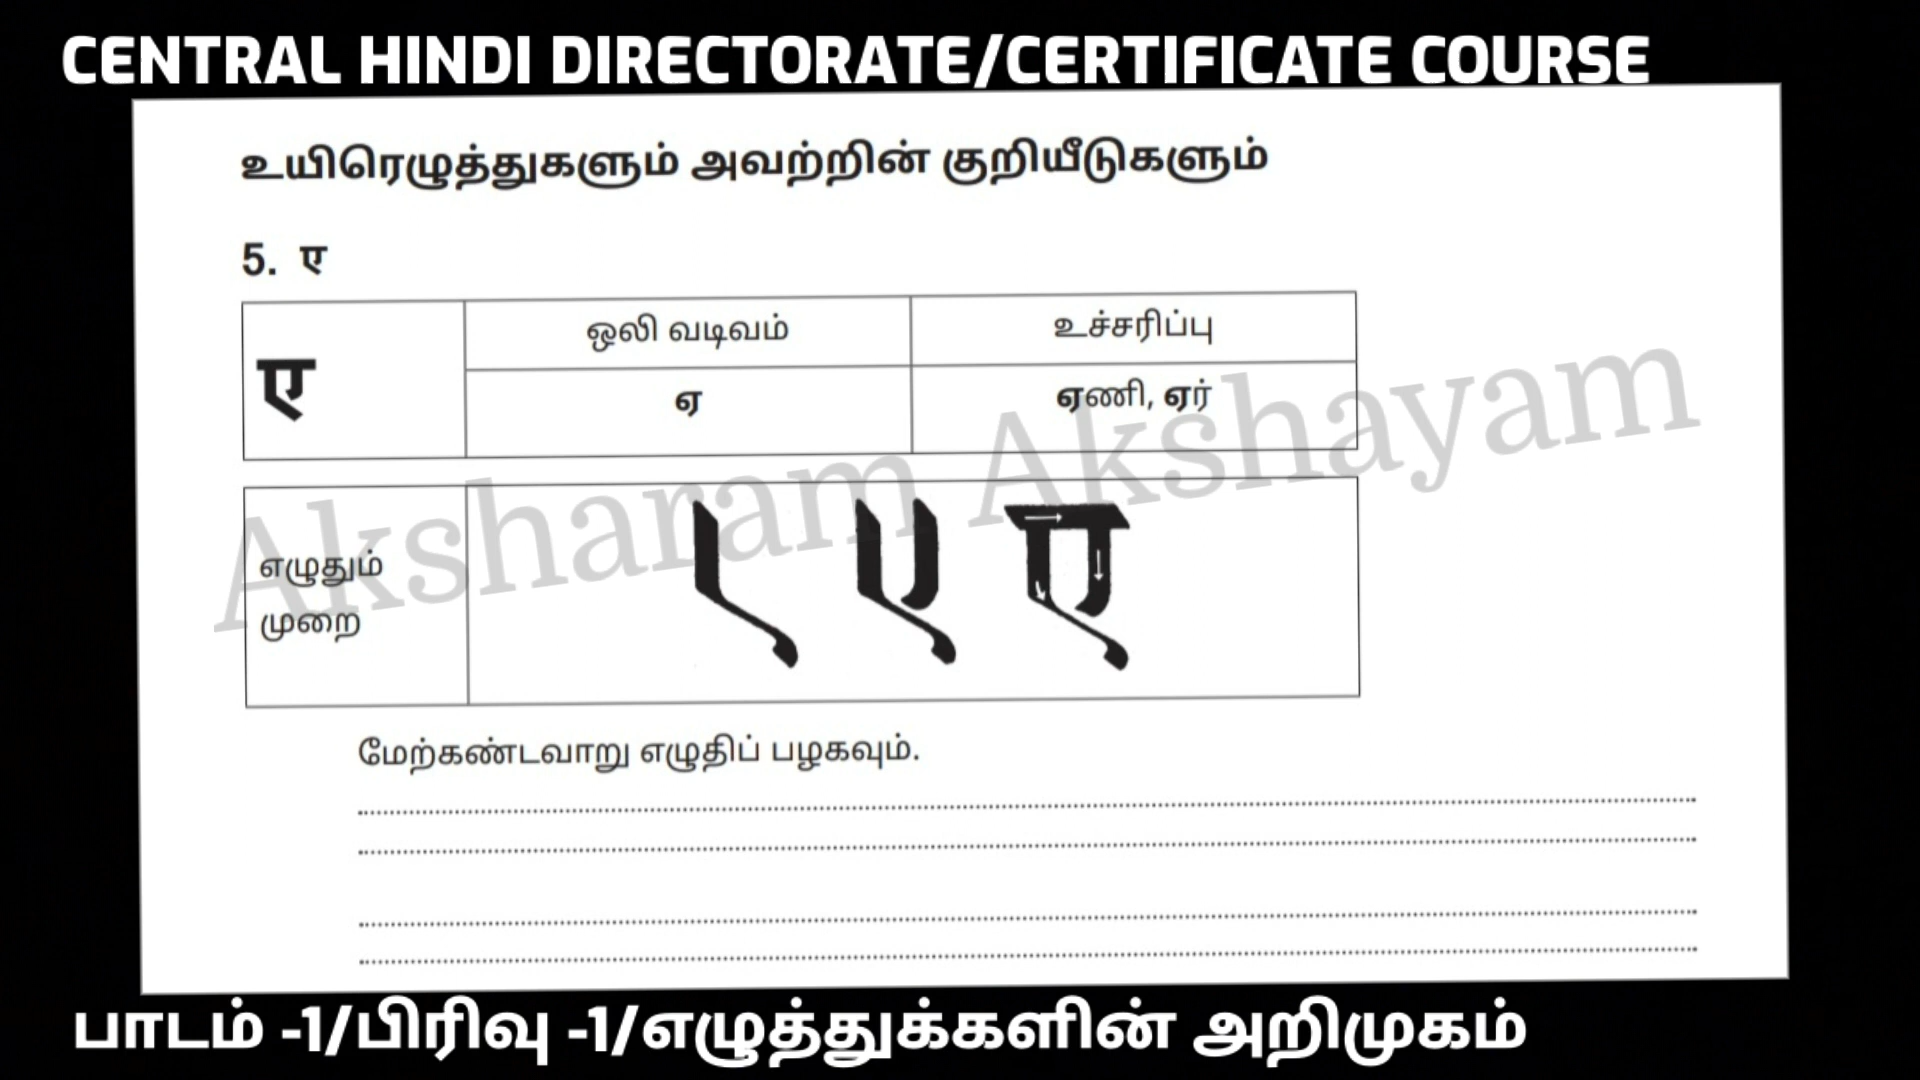 CENTRAL HINDI DIRECTORATE/CERTIFICATE COURSE
உயிரெழுத்துகளும் அவற்றின் குறியீடுகளும்
5. ए
ए
ஒலி வடிவம்
உச்சரிப்பு
ஏ
ஏணி, ஏர்
Aksharam Akshayam
எழுதும்
முறை
ए
மேற்கண்டவாறு எழுதிப் பழகவும்.
பாடம் -1/பிரிவு -1/எழுத்துக்களின் அறிமுகம்